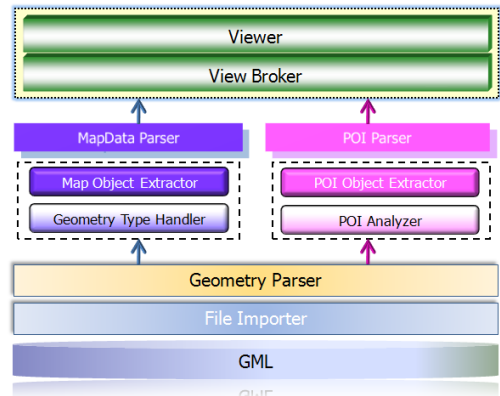 Viewer
View Broker
MapData Parser
POI Parser
Map Object Extractor
POI Object Extractor
Geometry Type Handler
POI Analyzer
Geometry Parser
File Importer
GML